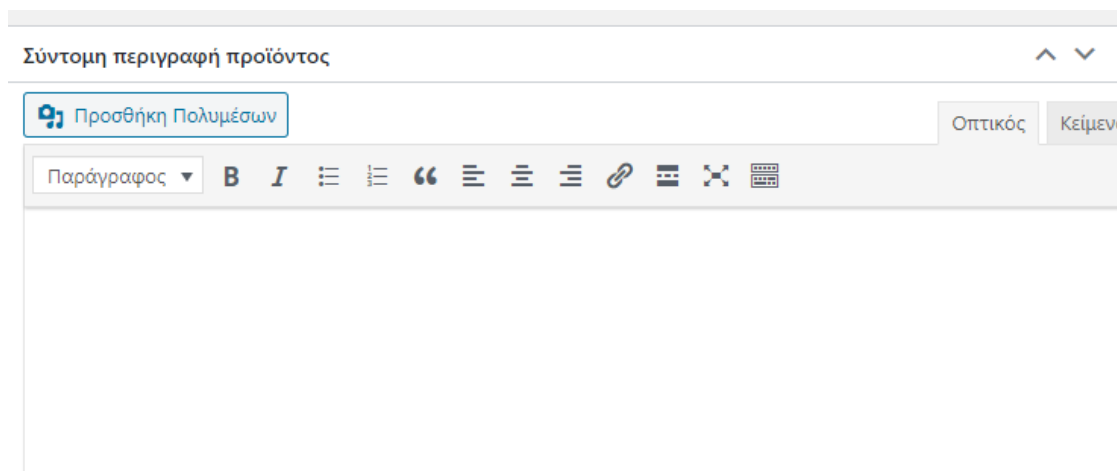 Σύντομη περιγραφή προϊόντος
Προσθήκη Πολυμέσων
Οπτικός
Παράγραφος